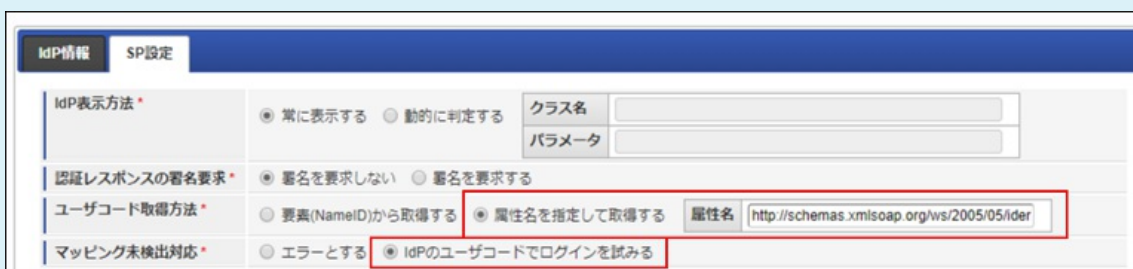 IdP情報 SP設定
IdP表示方法* 常に表示する 動的に判定する クラス名
パラメータ
認証レスポンスの署名要求* 署名を要求しない 署名を要求する
ユーザコード取得方法* 要素(NameID)から取得する 属性名を指定して取得する 属性名 http://schemas.xmlsoap.org/ws/2005/05/ider
マッピング未検出対応* エラーとする IdPのユーザコードでログインを試みる